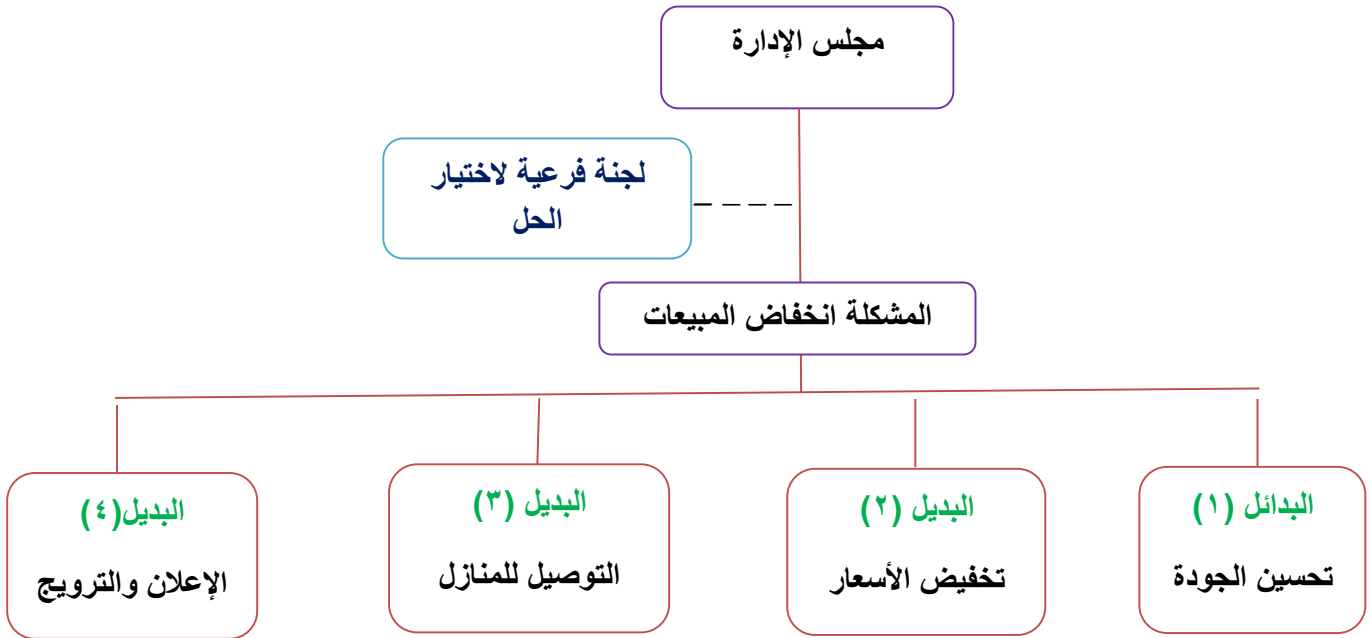 مجلس الإدارة
لجنة فرعية لاختيار
الحل
المشكلة انخفاض المبيعات
البدائل (١)
تحسين الجودة
البديل (٢)
تخفيض الأسعار
البديل (٣)
التوصيل للمنازل
البديل(٤)
الإعلان والترويج